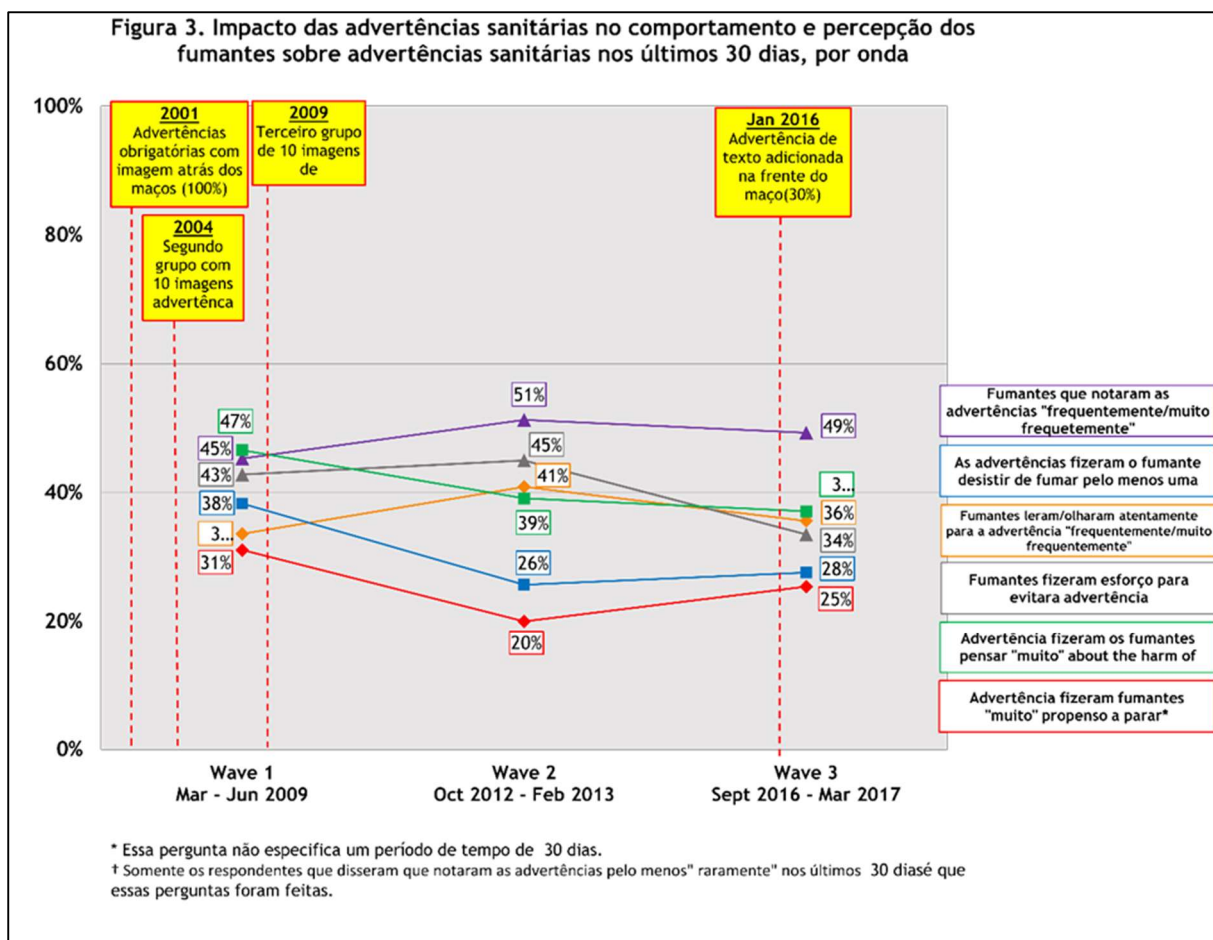 Figura 3. Impacto das advertências sanitárias no comportamento e percepção dos
fumantes sobre advertências sanitárias nos últimos 30 dias, por onda
100%
80%
60%
40%
20%
0%
2001
Advertências
obrigatórias com
imagem atrás dos
maços (100%)
2004
Segundo
grupo com
10 imagens
advertênca
2009
Terceiro grupo
de 10 imagens
de
Jan 2016
Advertência de
texto adicionada
na frente do
maço(30%)
47%
45%
43%
38%
3...
31%
51%
45%
41%
39%
26%
20%
49%
3...
36%
34%
28%
25%
Fumantes que notaram as
advertências "frequentemente/muito
frequetemente"
As advertências fizeram o fumante
desistir de fumar pelo menos uma
Fumantes leram/olharam atentamente
para a advertência "frequentemente/muito
frequentemente"
Fumantes fizeram esforço para
evitara advertência
Advertência fizeram os fumantes
pensar "muito" about the harm of
Advertência fizeram fumantes
"muito" propenso a parar*
Wave 1
Mar - Jun 2009
Wave 2
Oct 2012 - Feb 2013
Wave 3
Sept 2016 - Mar 2017
* Essa pergunta não especifica um período de tempo de 30 dias.
† Somente os respondentes que disseram que notaram as advertências pelo menos" raramente" nos últimos 30 diasé que
essas perguntas foram feitas.